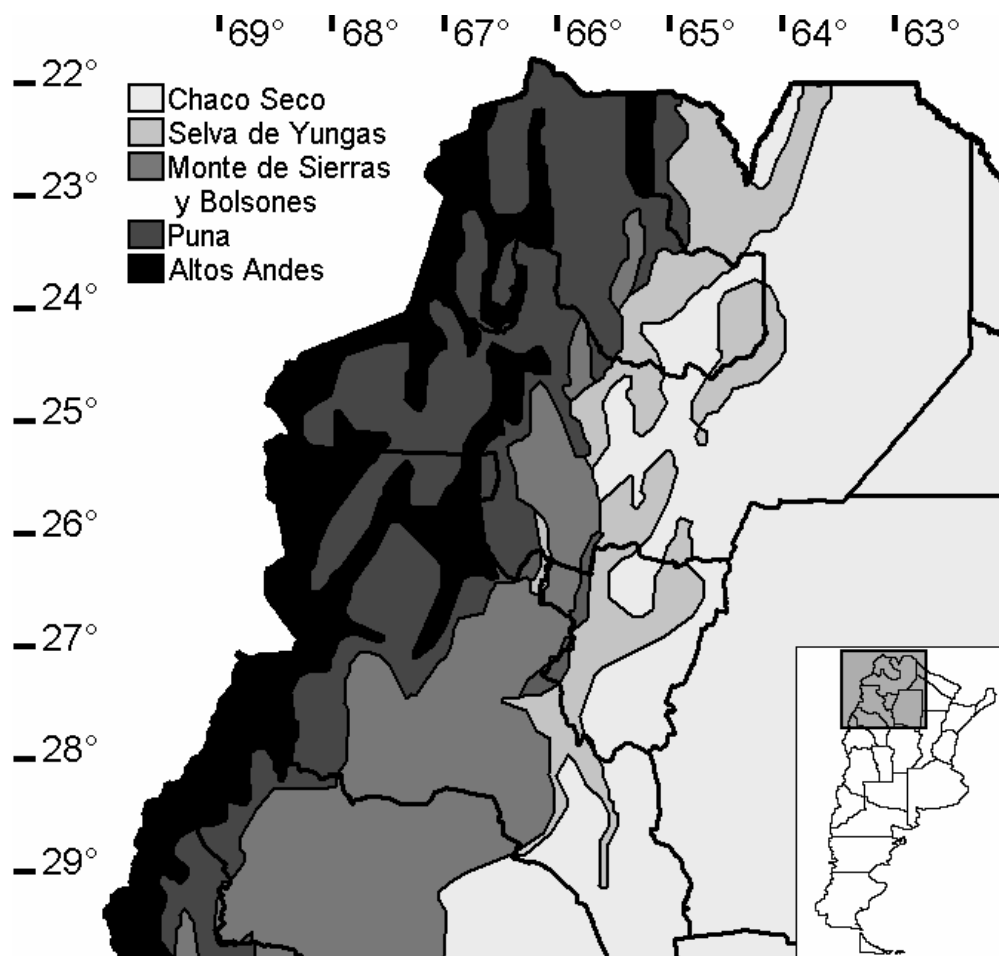 69° 68° 67° 66° 65° 64° 63°
22°
Chaco Seco
Selva de Yungas
Monte de Sierras
y Bolsones
Puna
Altos Andes
23°
24°
25°
26°
27°
28°
29°